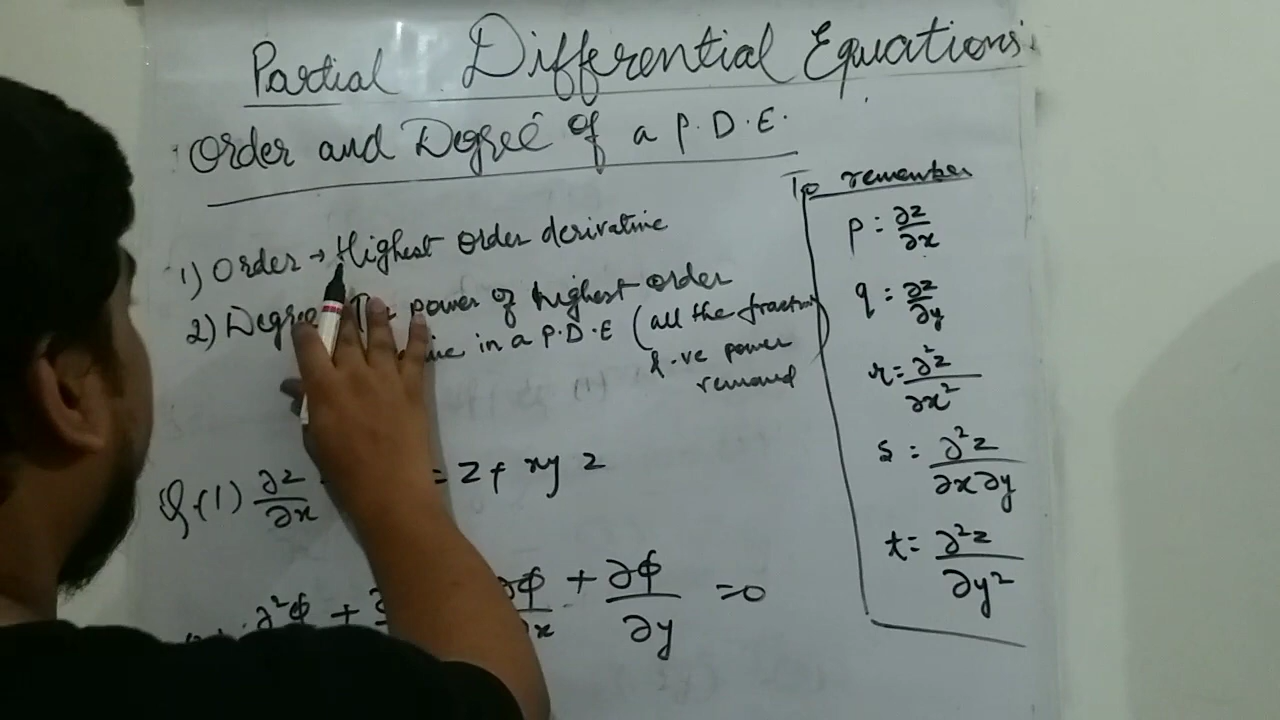 Partial Differential Equations
Order and Degree of a P.D.E.
1) Order → Highest order derivative
2) Degree power of highest order
in a P.D.E (all the fraction
& -ve power
removed
(1) ∂z/∂x = z + xy z
∂²ϕ + ∂ϕ/∂x + ∂ϕ/∂y = 0
To remember
p = ∂z/∂x
q = ∂z/∂y
r = ∂²z/∂x²
s = ∂²z/∂x∂y
t = ∂²z/∂y²